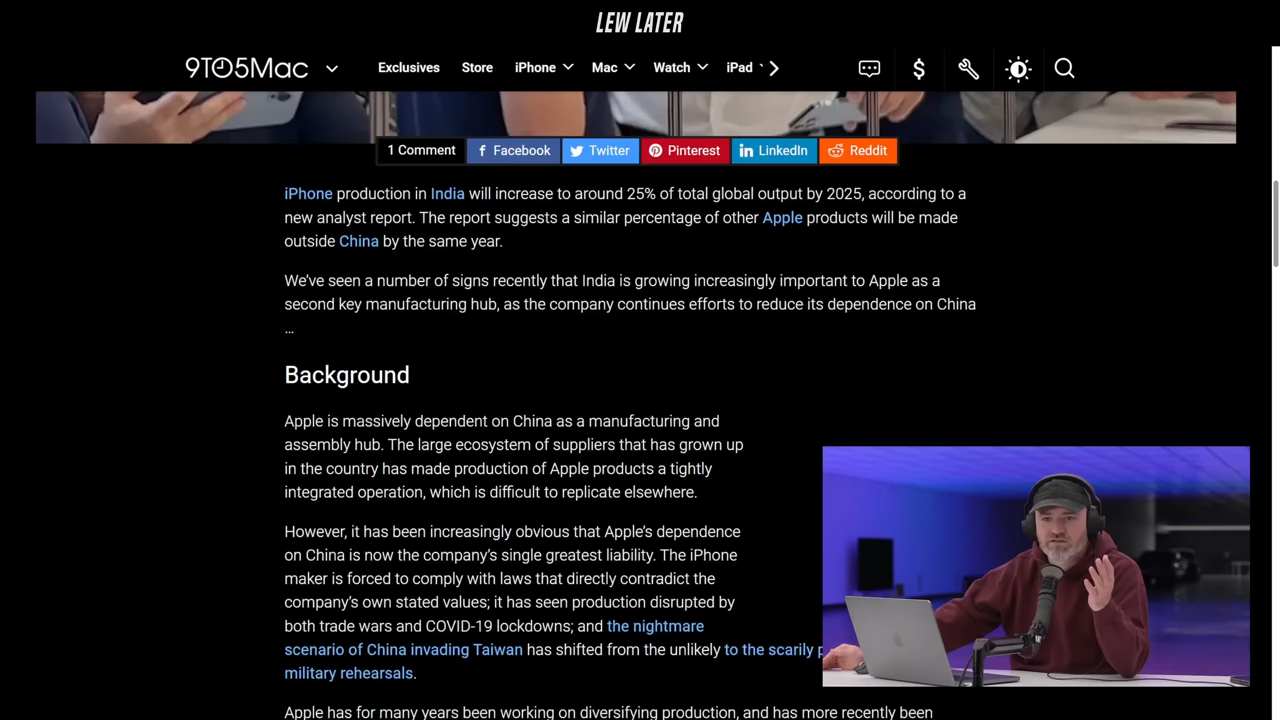 LEW LATER
9TO5Mac
Exclusives Store iPhone Mac Watch iPad
1 Comment Facebook Twitter Pinterest LinkedIn Reddit
iPhone production in India will increase to around 25% of total global output by 2025, according to a
new analyst report. The report suggests a similar percentage of other Apple products will be made
outside China by the same year.
We've seen a number of signs recently that India is growing increasingly important to Apple as a
second key manufacturing hub, as the company continues efforts to reduce its dependence on China
…
Background
Apple is massively dependent on China as a manufacturing and
assembly hub. The large ecosystem of suppliers that has grown up
in the country has made production of Apple products a tightly
integrated operation, which is difficult to replicate elsewhere.
However, it has been increasingly obvious that Apple's dependence
on China is now the company's single greatest liability. The iPhone
maker is forced to comply with laws that directly contradict the
company's own stated values; it has seen production disrupted by
both trade wars and COVID-19 lockdowns; and the nightmare
scenario of China invading Taiwan has shifted from the unlikely to the scarily
military rehearsals.
Apple has for many years been working on diversifying production, and has more recently been